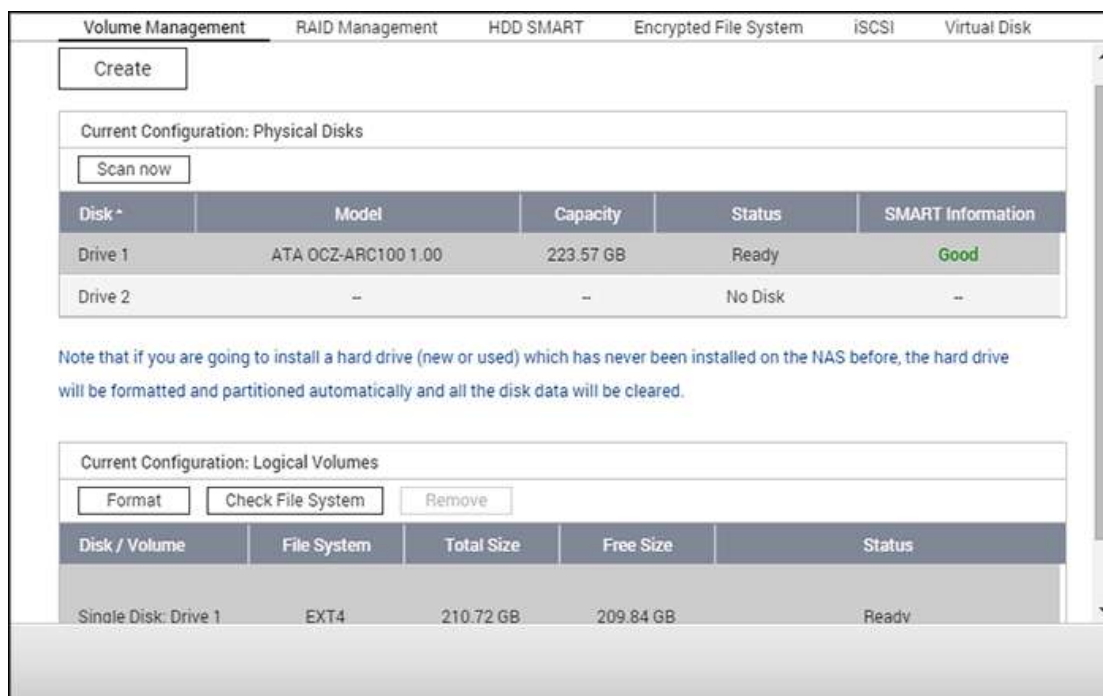 Volume Management RAID Management HDD SMART Encrypted File System iSCSI Virtual Disk
Create
Current Configuration: Physical Disks
Scan now
Disk Model Capacity Status SMART Information
Drive 1 ATA OCZ-ARC100 1.00 223.57 GB Ready Good
Drive 2 -- -- No Disk --
Note that if you are going to install a hard drive (new or used) which has never been installed on the NAS before, the hard drive
will be formatted and partitioned automatically and all the disk data will be cleared.
Current Configuration: Logical Volumes
Format Check File System Remove
Disk / Volume File System Total Size Free Size Status
Single Disk: Drive 1 EXT4 210.72 GB 209.84 GB Ready